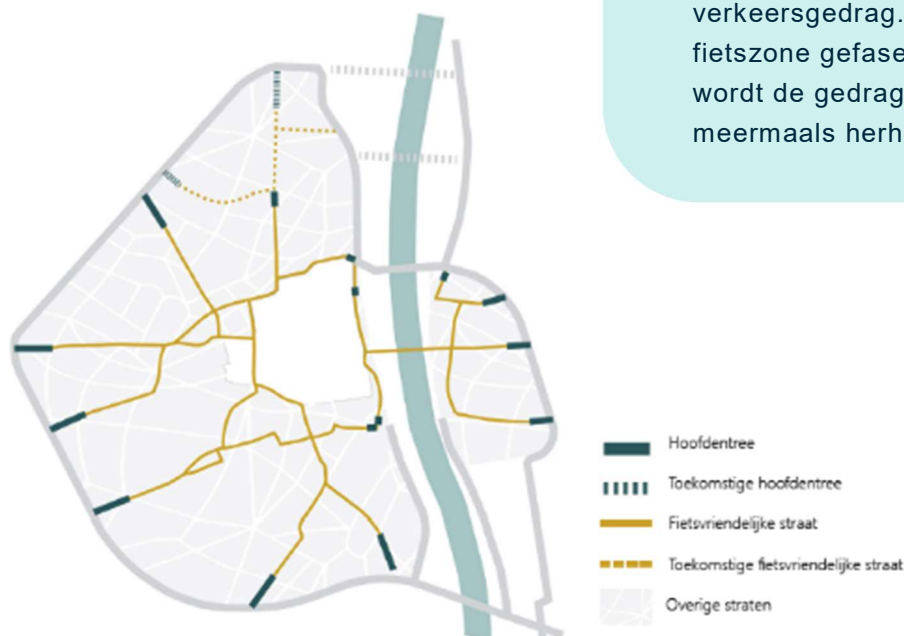 verkeersgedrag.
fietszone gefase
wordt de gedrag
meermaals herh
Hoofdentree
Toekomstige hoofdentree
Fietsvriendelijke straat
Toekomstige fietsvriendelijke straat
Overige straten